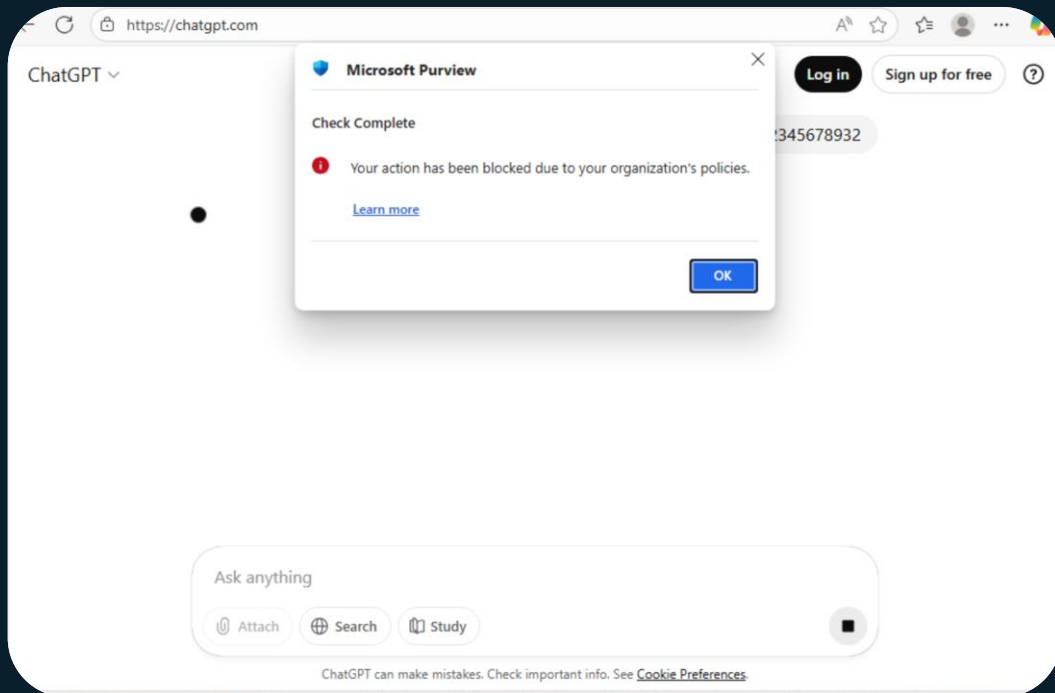 https://chatgpt.com
ChatGPT
Log in
Sign up for free
Microsoft Purview
Check Complete
2345678932
Your action has been blocked due to your organization's policies.
Learn more
OK
Ask anything
Attach
Search
Study
ChatGPT can make mistakes. Check important info. See Cookie Preferences.